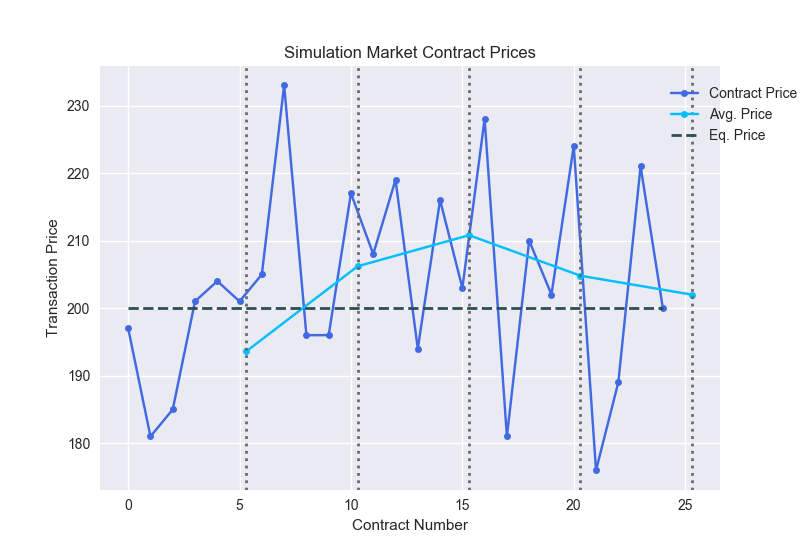 Simulation Market Contract Prices
Contract Price
Avg. Price
Eq. Price
Transaction Price
230
220
210
200
190
180
0 5 10 15 20 25
Contract Number